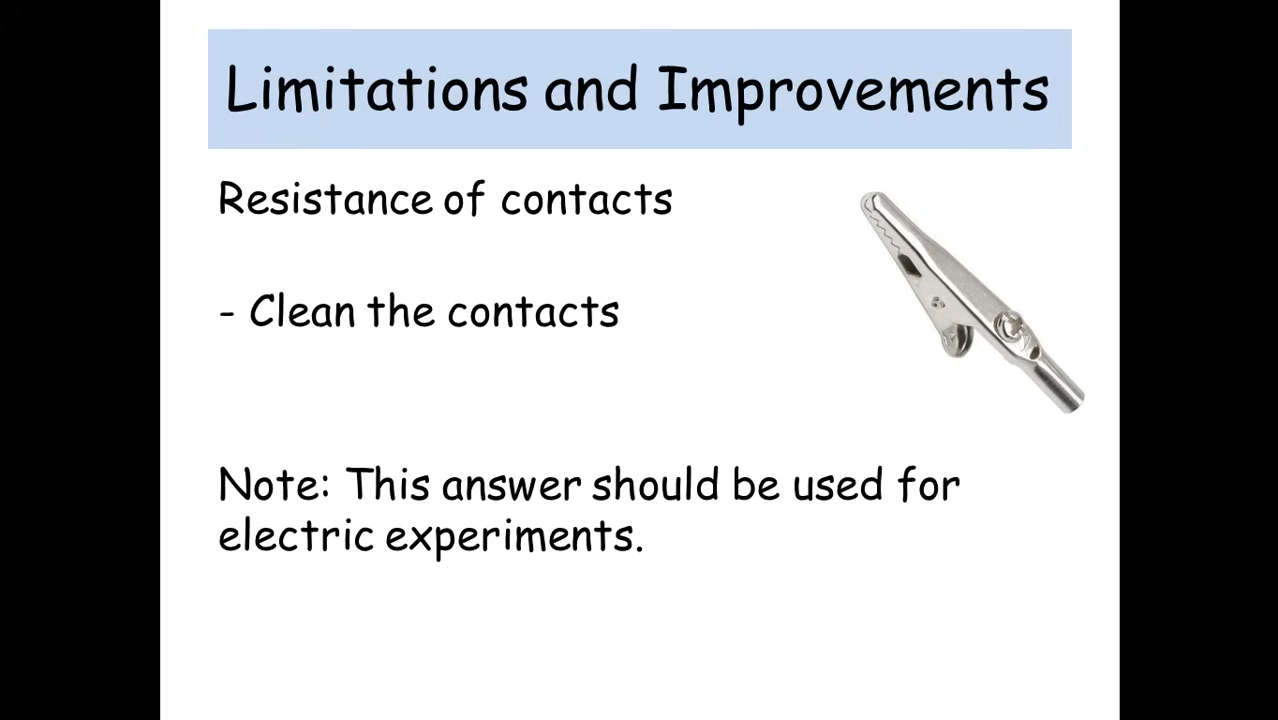 Limitations and Improvements
Resistance of contacts
- Clean the contacts
Note: This answer should be used for
electric experiments.